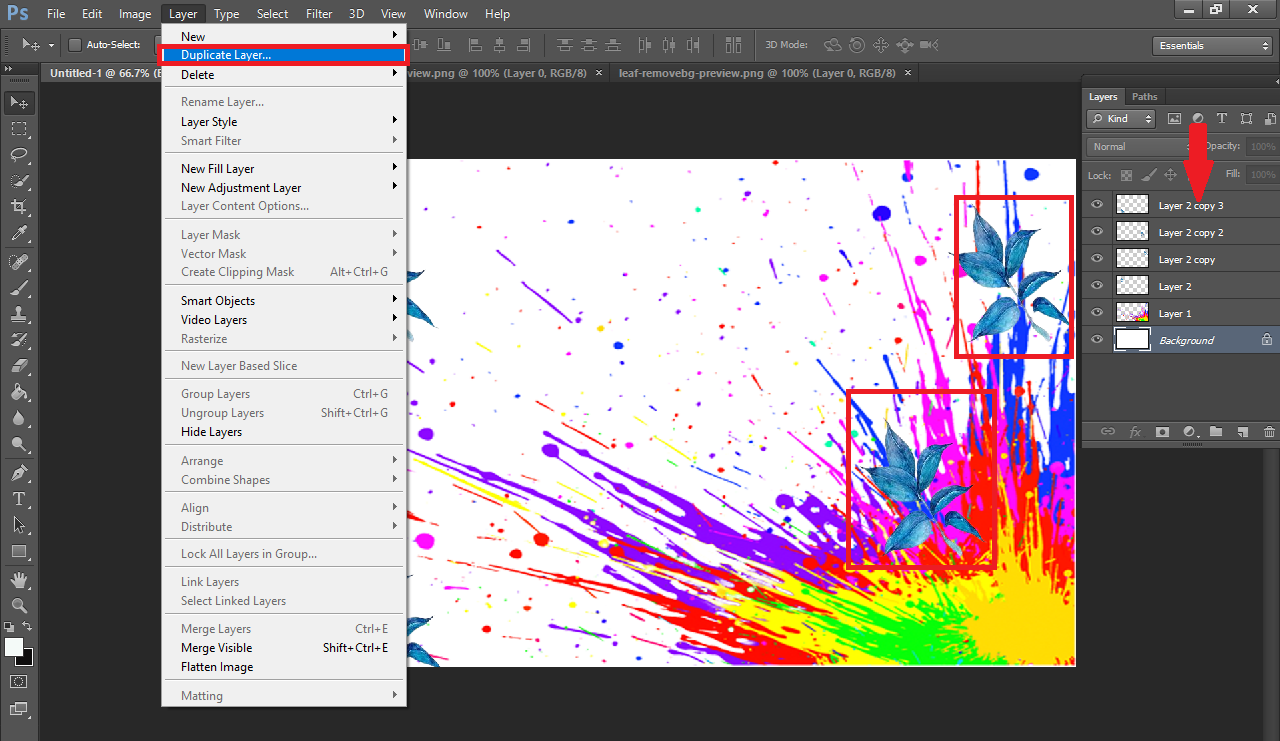 Ps File Edit Image Layer Type Select Filter 3D View Window Help
Auto-Select:
3D Mode:
Essentials
Untitled-1 @ 66.7% view.png @ 100% (Layer 0, RGB/8) × leaf-removebg-preview.png @ 100% (Layer 0, RGB/8) ×
New
Duplicate Layer...
Delete
Rename Layer...
Layer Style
Smart Filter
New Fill Layer
New Adjustment Layer
Layer Content Options...
Layer Mask
Vector Mask
Create Clipping Mask Alt+Ctrl+G
Smart Objects
Video Layers
Rasterize
New Layer Based Slice
Group Layers Ctrl+G
Ungroup Layers Shift+Ctrl+G
Hide Layers
Arrange
Combine Shapes
Align
Distribute
Lock All Layers in Group...
Link Layers
Select Linked Layers
Merge Layers Ctrl+E
Merge Visible Shift+Ctrl+E
Flatten Image
Matting
Layers Paths
Kind
Normal Opacity: 100%
Lock: Fill: 100%
Layer 2 copy 3
Layer 2 copy 2
Layer 2 copy
Layer 2
Layer 1
Background
fx